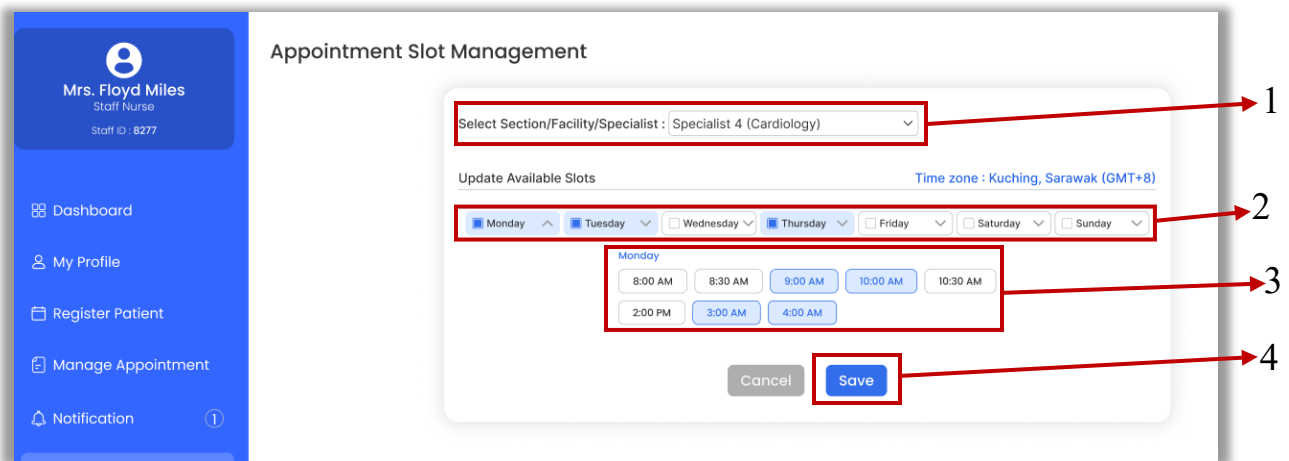 Mrs. Floyd Miles
Staff Nurse
Staff ID : 8277
Dashboard
My Profile
Register Patient
Manage Appointment
Notification 1
Appointment Slot Management
Select Section/Facility/Specialist : Specialist 4 (Cardiology)
1
Update Available Slots Time zone : Kuching, Sarawak (GMT+8)
Monday Tuesday Wednesday Thursday Friday Saturday Sunday
2
Monday
8:00 AM 8:30 AM 9:00 AM 10:00 AM 10:30 AM
2:00 PM 3:00 AM 4:00 AM
3
Cancel Save
4